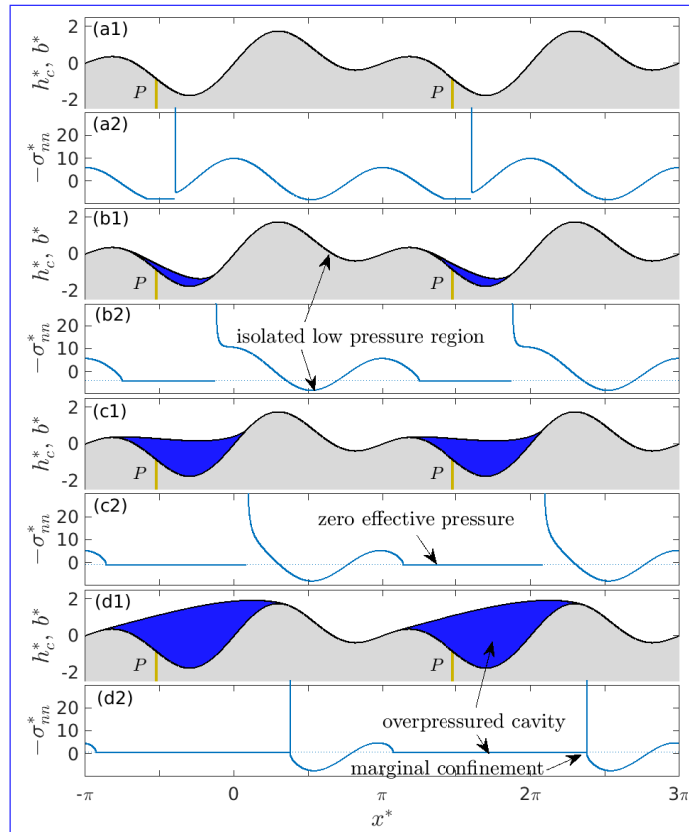 (a1)
2
0
-2
h*c, b*
P
P
(a2)
20
10
0
−σ*nn
(b1)
2
0
-2
h*c, b*
P
P
(b2)
20
10
0
−σ*nn
isolated low pressure region
(c1)
2
0
-2
h*c, b*
P
P
(c2)
20
10
0
−σ*nn
zero effective pressure
(d1)
2
0
-2
h*c, b*
P
P
(d2)
20
10
0
−σ*nn
overpressured cavity
marginal confinement
-π 0 π 2π 3π
x*